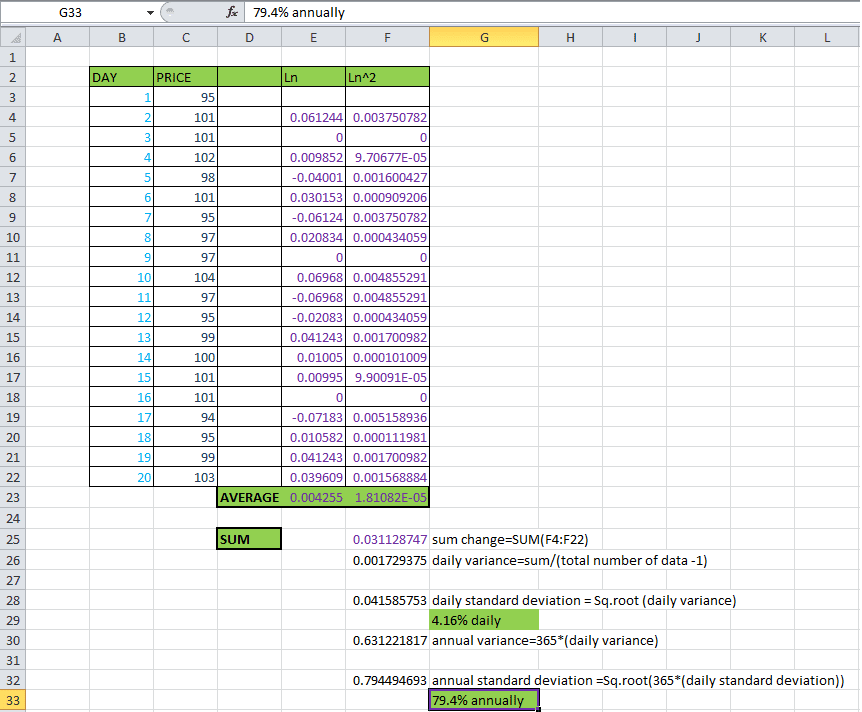 G33 fx 79.4% annually
A B C D E F G H I J K L
1
2 DAY PRICE Ln Ln^2
3 1 95
4 2 101 0.061244 0.003750782
5 3 101 0 0
6 4 102 0.009852 9.70677E-05
7 5 98 -0.04001 0.001600427
8 6 101 0.030153 0.000909206
9 7 95 -0.06124 0.003750782
10 8 97 0.020834 0.000434059
11 9 97 0 0
12 10 104 0.06968 0.004855291
13 11 97 -0.06968 0.004855291
14 12 95 -0.02083 0.000434059
15 13 99 0.041243 0.001700982
16 14 100 0.01005 0.000101009
17 15 101 0.00995 9.90091E-05
18 16 101 0 0
19 17 94 -0.07183 0.005158936
20 18 95 0.010582 0.000111981
21 19 99 0.041243 0.001700982
22 20 103 0.039609 0.001568884
23 AVERAGE 0.004255 1.81082E-05
24
25 SUM 0.031128747 sum change=SUM(F4:F22)
26 0.001729375 daily variance=sum/(total number of data -1)
27
28 0.041585753 daily standard deviation = Sq.root (daily variance)
29 4.16% daily
30 0.631221817 annual variance=365*(daily variance)
31
32 0.794494693 annual standard deviation =Sq.root(365*(daily standard deviation))
33 79.4% annually